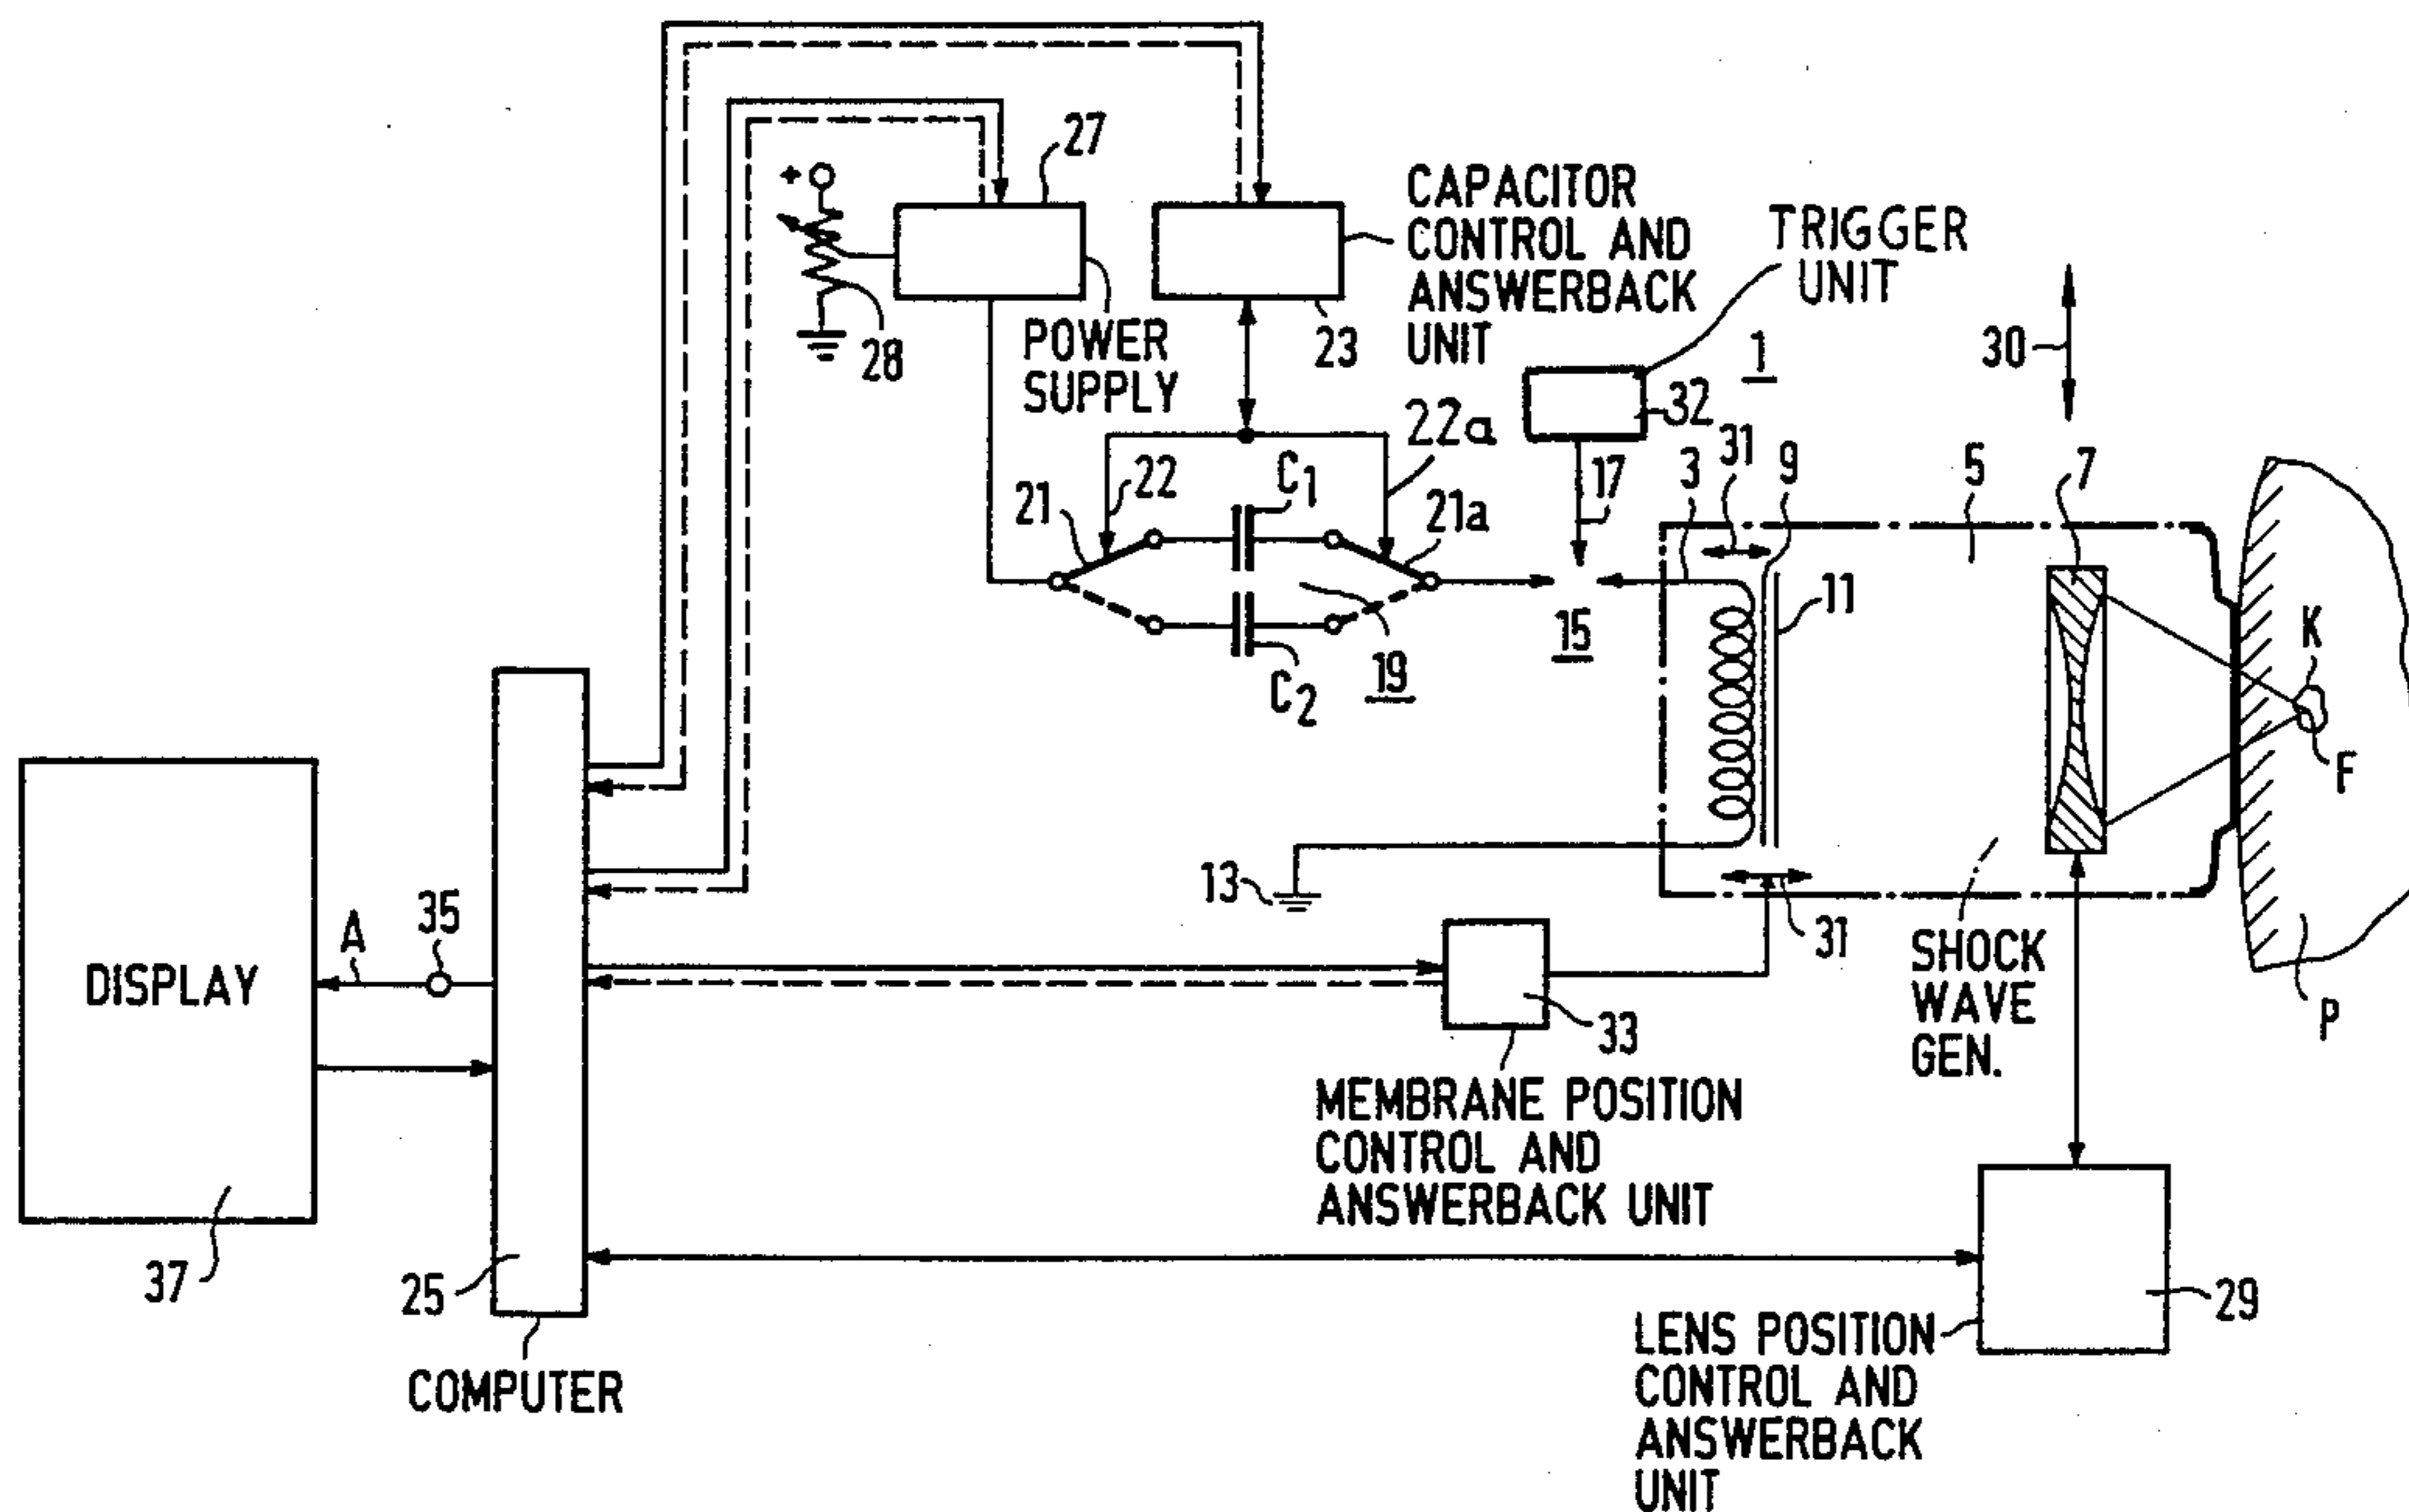 27
+
28
POWER
SUPPLY
CAPACITOR
CONTROL AND
ANSWERBACK
UNIT
23
TRIGGER
UNIT
1
32
30
22a
22
21
C1
21a
17
3
31
9
5
7
11
15
C2
19
K
F
13
31
SHOCK
WAVE
GEN.
P
DISPLAY
A
35
33
MEMBRANE POSITION
CONTROL AND
ANSWERBACK UNIT
37
25
COMPUTER
29
LENS POSITION
CONTROL AND
ANSWERBACK
UNIT